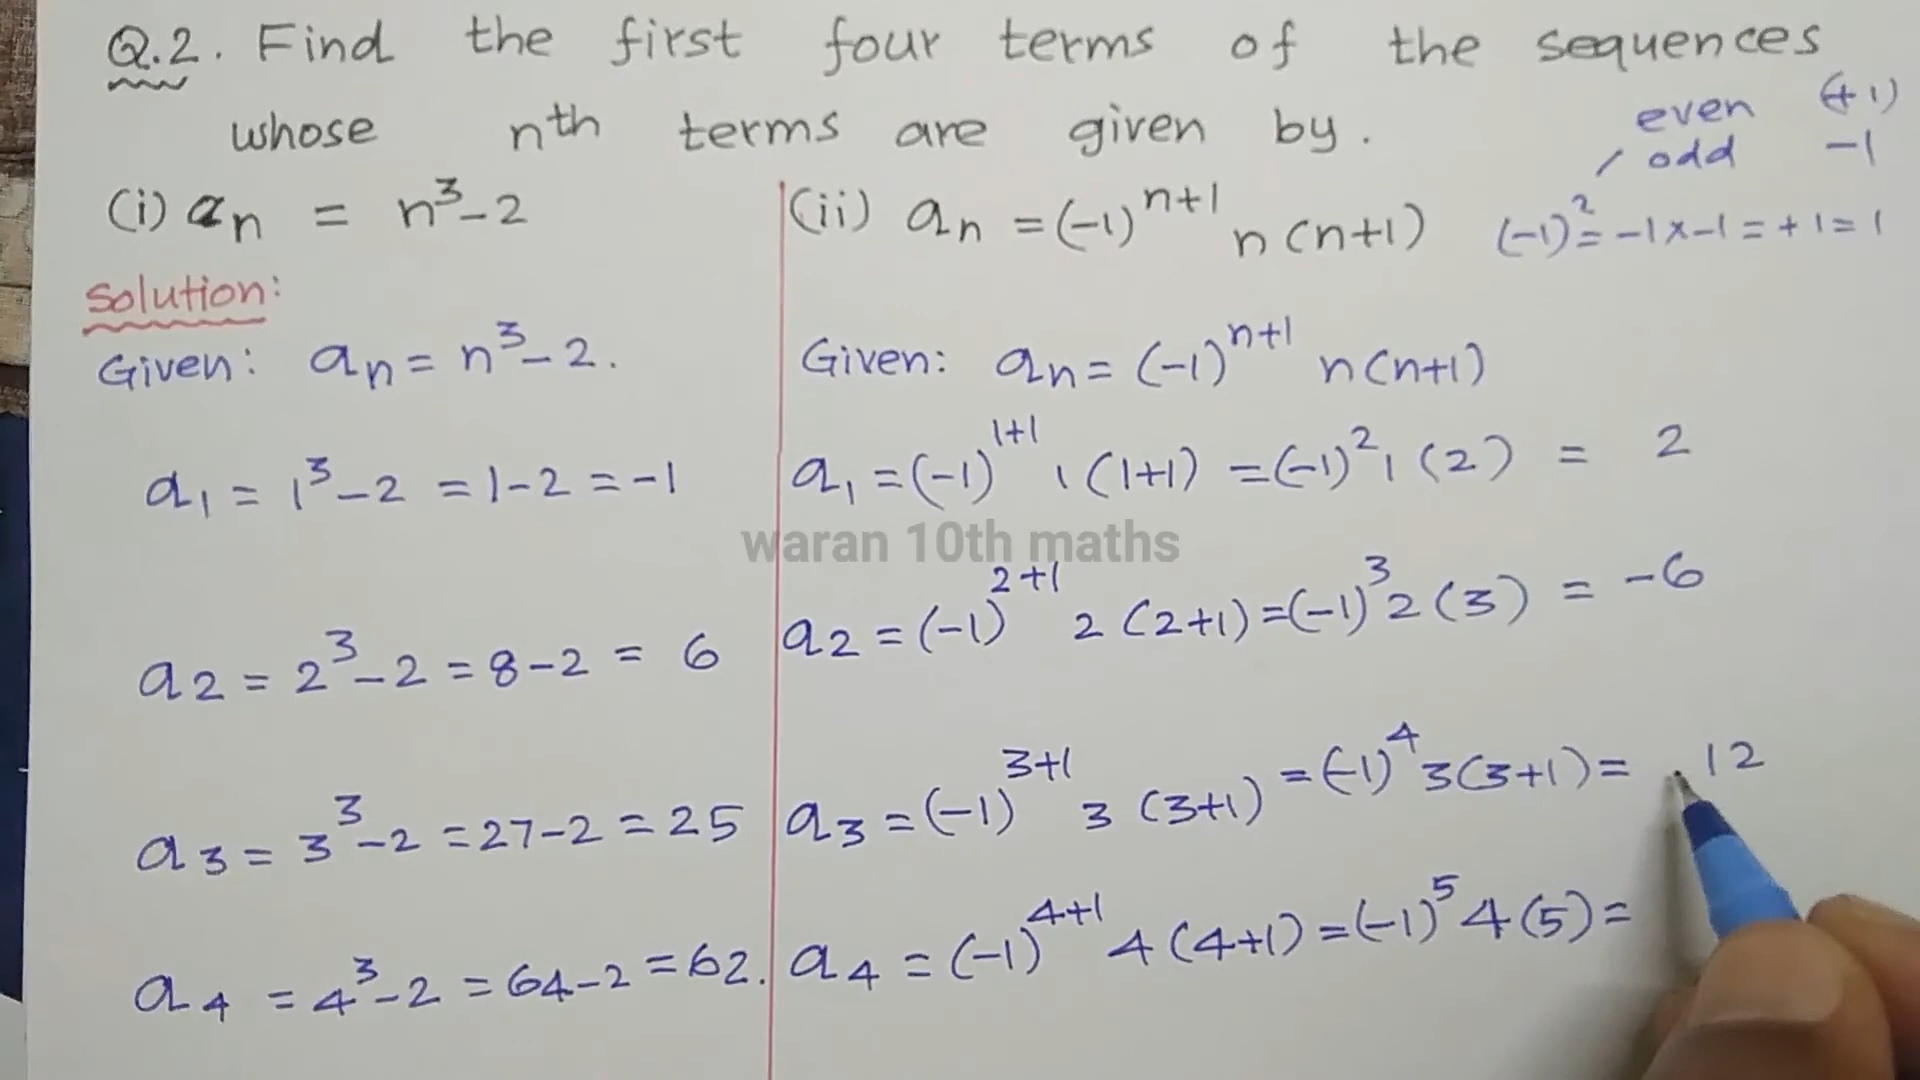 Q.2. Find the first four terms of the sequences
whose nth terms are given by.
even (+1)
odd -1
(i) an = n³-2
(ii) an = (-1)ⁿ⁺¹ n(n+1)
(-1)² = -1x-1 = +1 = 1
Solution:
Given: an = n³-2.
a₁ = 1³-2 = 1-2 = -1
a₂ = 2³-2 = 8-2 = 6
a₃ = 3³-2 = 27-2 = 25
a₄ = 4³-2 = 64-2 = 62.
Given: an = (-1)ⁿ⁺¹ n(n+1)
a₁ = (-1)¹⁺¹ 1(1+1) = (-1)² 1(2) = 2
a₂ = (-1)²⁺¹ 2(2+1) = (-1)³ 2(3) = -6
a₃ = (-1)³⁺¹ 3(3+1) = (-1)⁴ 3(3+1) = 12
a₄ = (-1)⁴⁺¹ 4(4+1) = (-1)⁵ 4(5) =
waran 10th maths